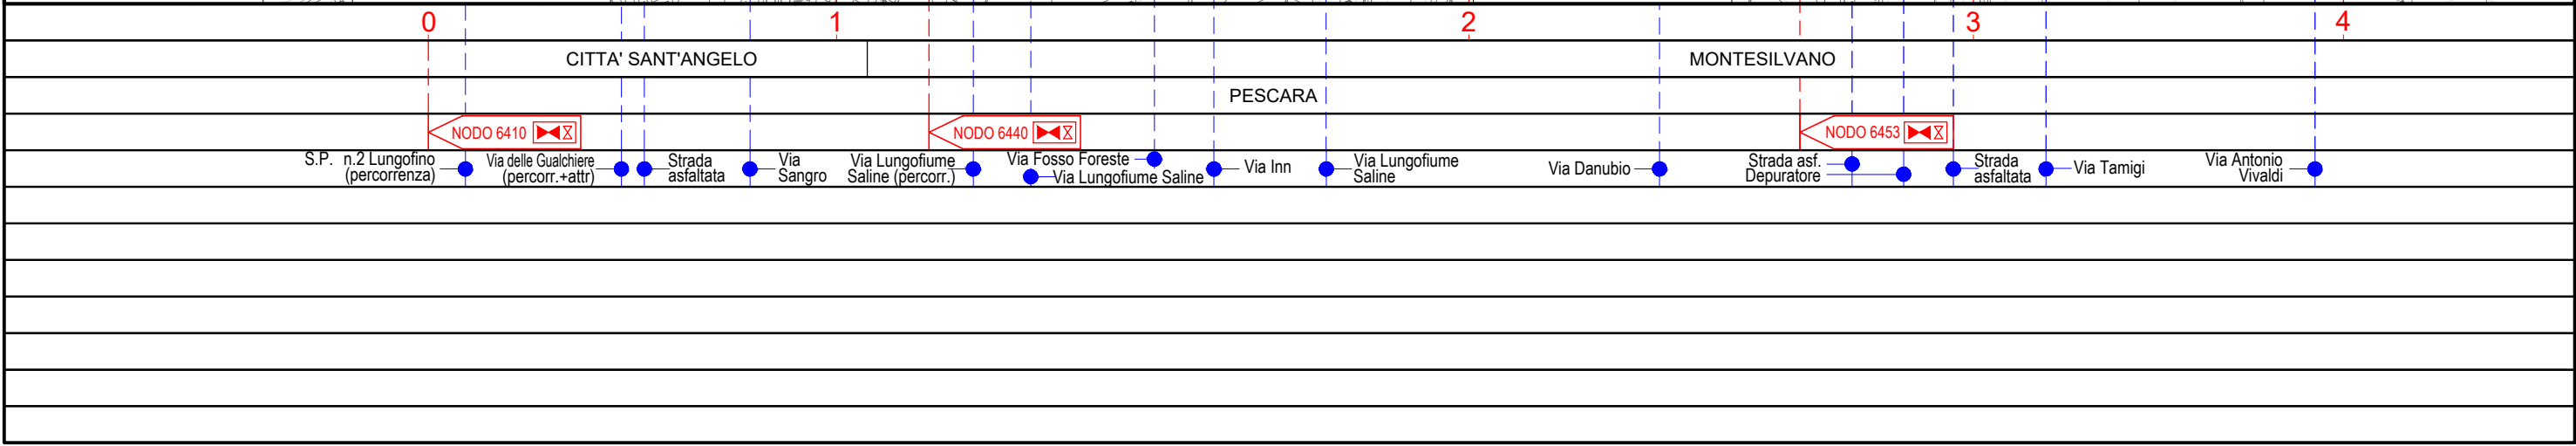 0 1 2 3 4
CITTA' SANT'ANGELO MONTESILVANO
PESCARA
NODO 6410 NODO 6440 NODO 6453
S.P. n.2 Lungofino
(percorrenza)
Via delle Gualchiere
(percorr.+attr)
Strada
asfaltata
Via
Sangro
Via Lungofiume
Saline (percorr.)
Via Fosso Foreste
Via Lungofiume Saline
Via Inn
Via Lungofiume
Saline
Via Danubio
Strada asf.
Depuratore
Strada
asfaltata
Via Tamigi
Via Antonio
Vivaldi